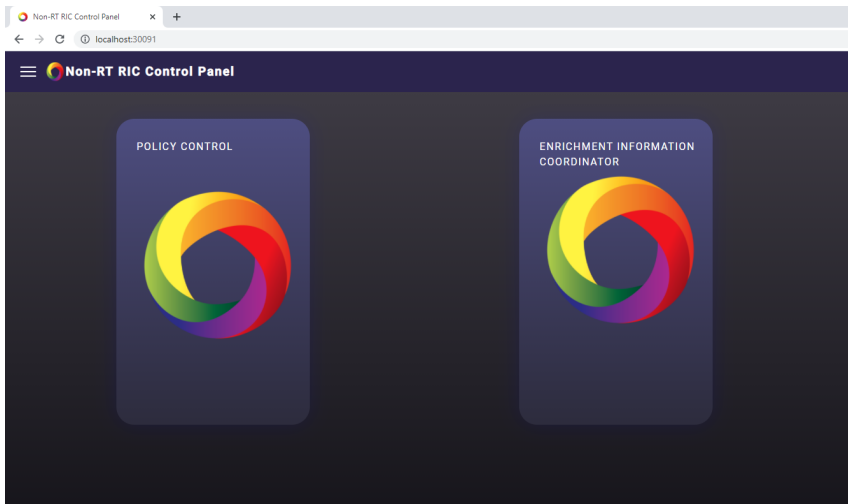 Non-RT RIC Control Panel
localhost:30091
Non-RT RIC Control Panel
POLICY CONTROL
ENRICHMENT INFORMATION
COORDINATOR